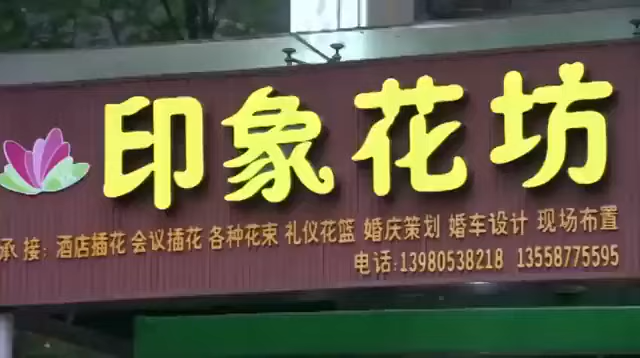 印象花坊
承接:酒店插花 会议插花 各种花束 礼仪花篮 婚庆策划 婚车设计 现场布置
电话:13980538218 13558775595